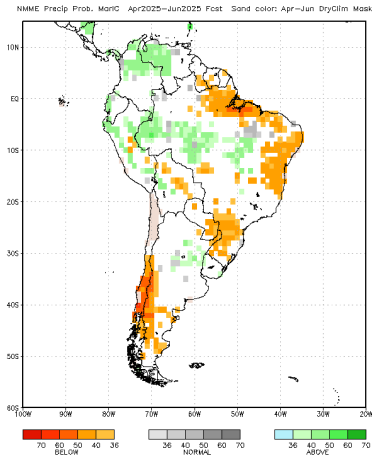 NMME Precip Prob. MarIC Apr2025-Jun2025 Fcst Sand color: Apr-Jun DryClim Mask
10N
EQ
10S
20S
30S
40S
50S
60S
100W 90W 80W 70W 60W 50W 40W 30W 20W
70 60 50 40 36 36 40 50 60 70 36 40 50 60 70
BELOW NORMAL ABOVE